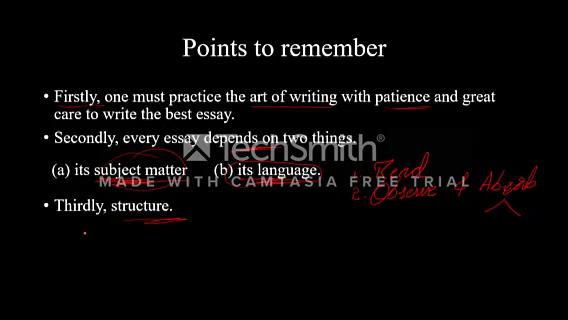 Points to remember
• Firstly, one must practice the art of writing with patience and great
care to write the best essay.
• Secondly, every essay depends on two things.
TechSmith®
(a) its subject matter (b) its language.
1. Read
MADE WITH CAMTASIA FREE TRIAL
2. Observe & Absorb
• Thirdly, structure.